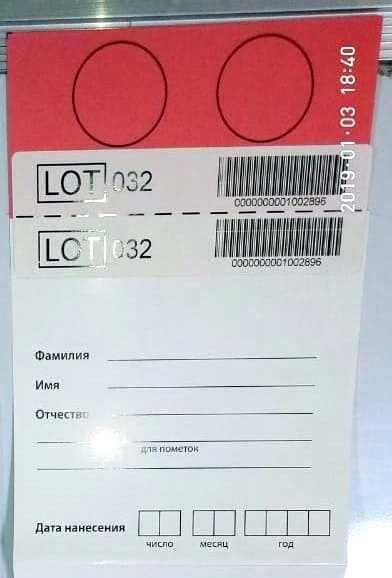 2019-01-03 18:40
LOT 032
0000000001002896
LOT 032
0000000001002896
Фамилия
Имя
Отчество
для пометок
Дата нанесения
число месяц год